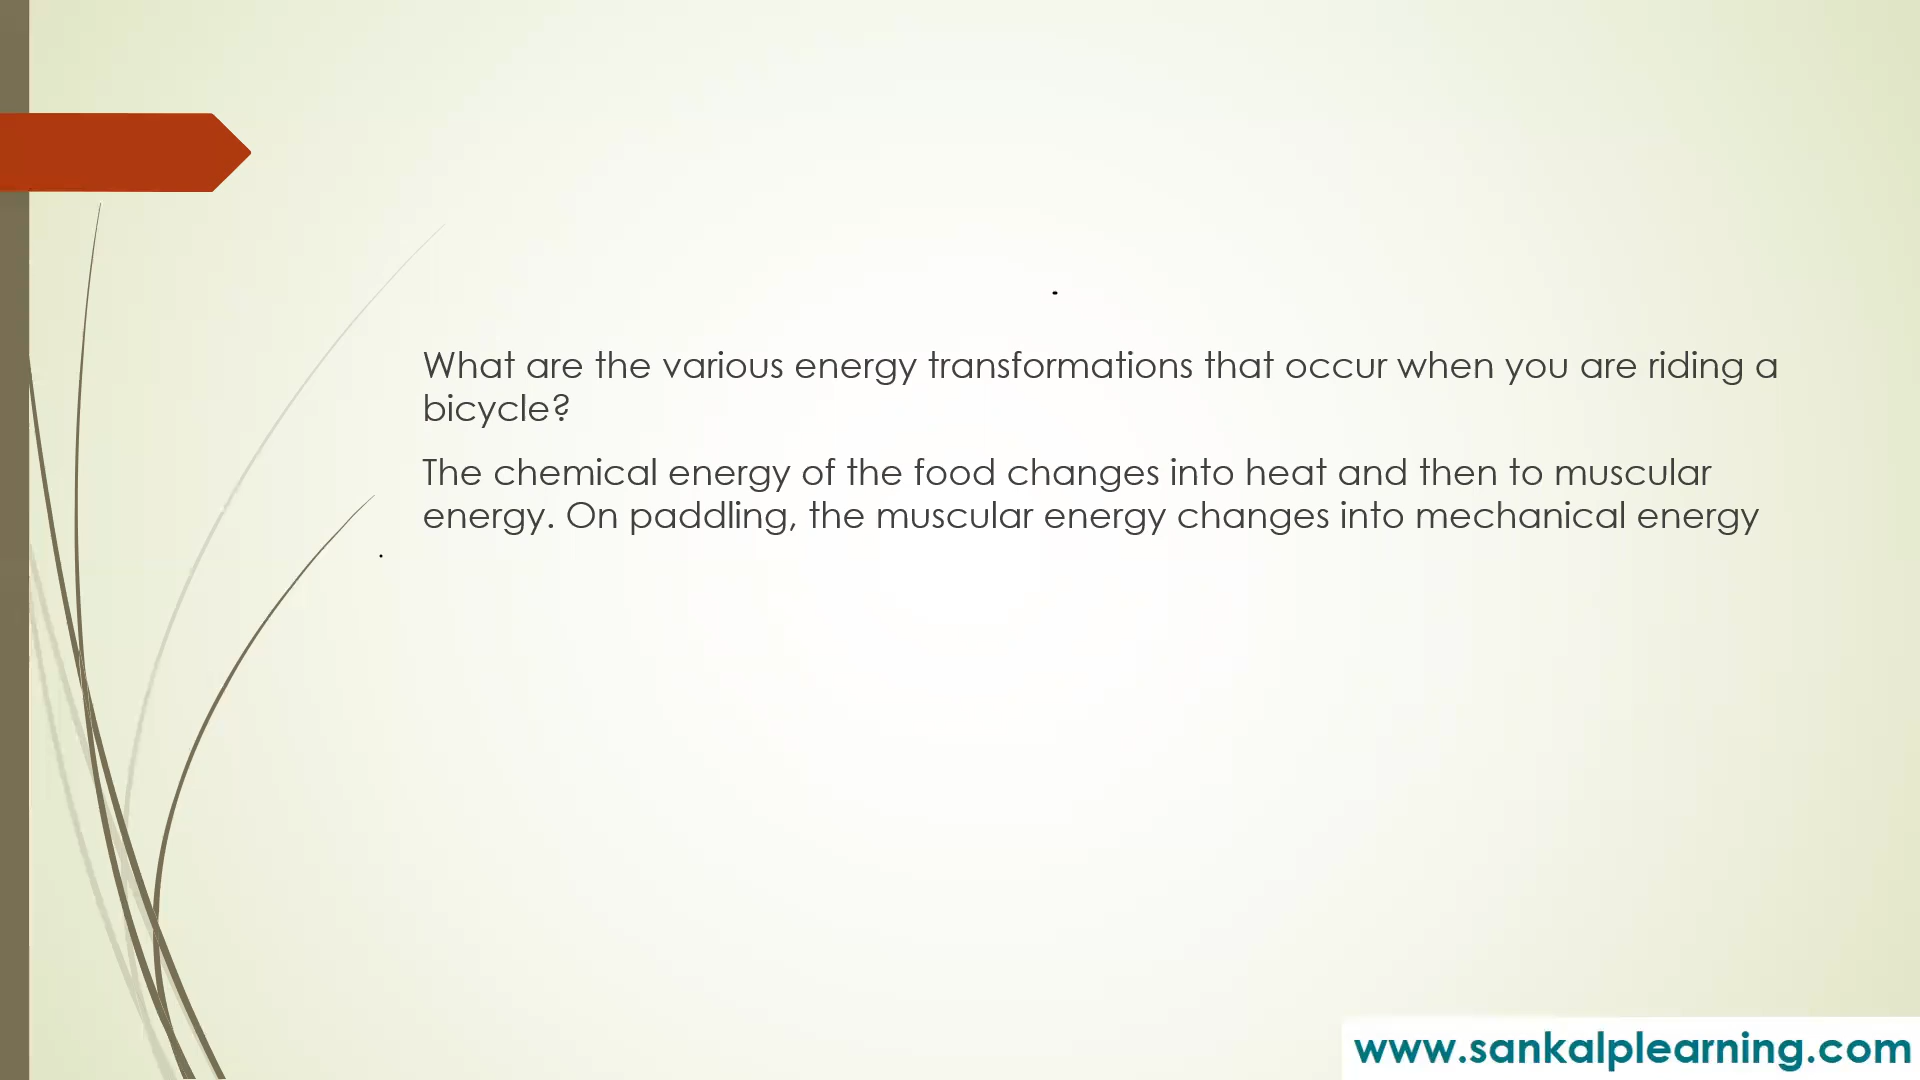 What are the various energy transformations that occur when you are riding a
bicycle?
The chemical energy of the food changes into heat and then to muscular
energy. On paddling, the muscular energy changes into mechanical energy
www.sankalplearning.com